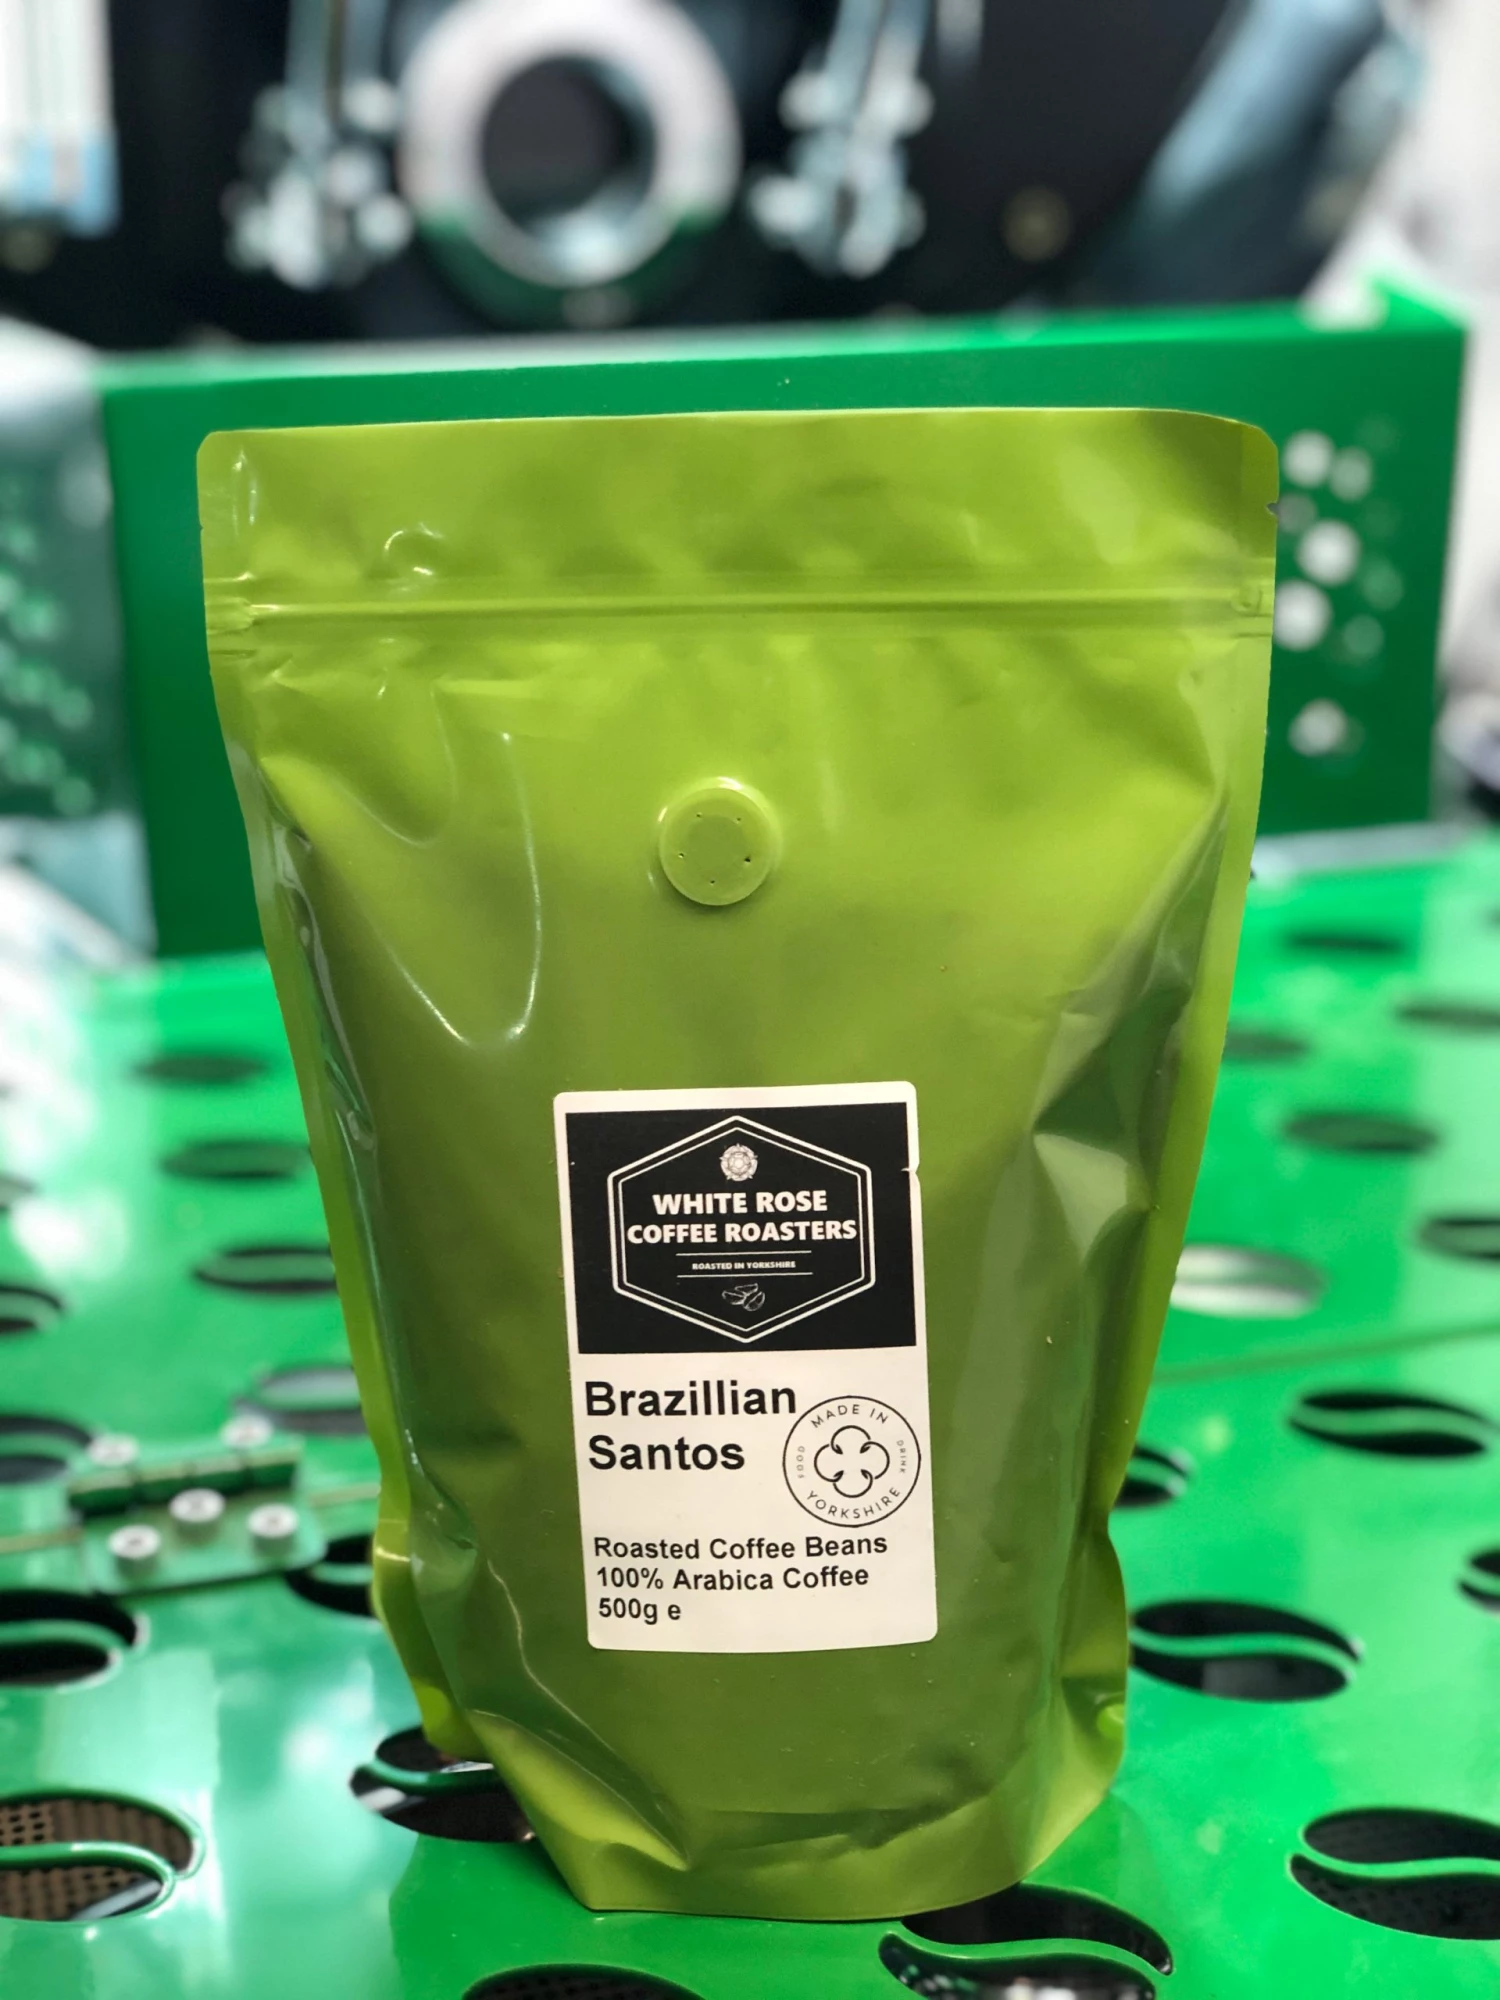 WHITE ROSE
COFFEE ROASTERS
ROASTED IN YORKSHIRE
Brazillian
Santos
MADE IN
FOOD
DRINK
YORKSHIRE
Roasted Coffee Beans
100% Arabica Coffee
500g e